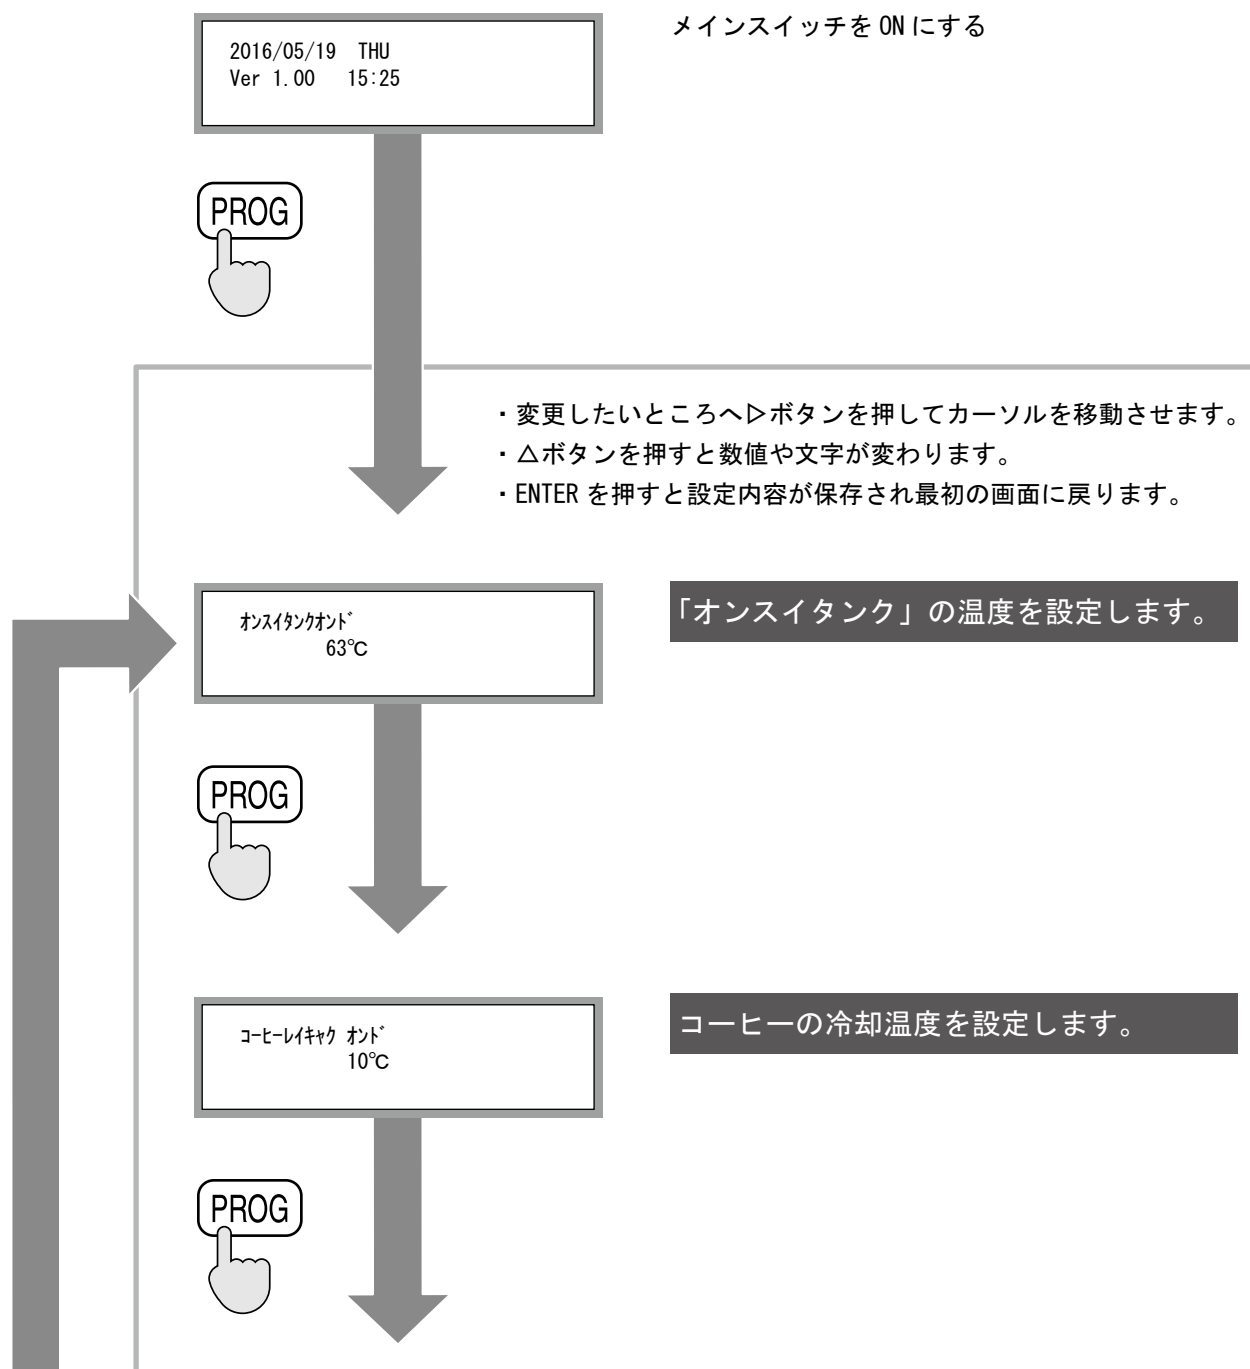 メインスイッチを ON にする
2016/05/19 THU
Ver 1.00 15:25
PROG
・変更したいところへ▷ボタンを押してカーソルを移動させます。
・△ボタンを押すと数値や文字が変わります。
・ENTER を押すと設定内容が保存され最初の画面に戻ります。
ｵﾝｽｲﾀﾝｸｵﾝﾄﾞ
63℃
「オンスイタンク」の温度を設定します。
PROG
ｺｰﾋｰﾚｲｷｬｸ ｵﾝﾄﾞ
10℃
コーヒーの冷却温度を設定します。
PROG